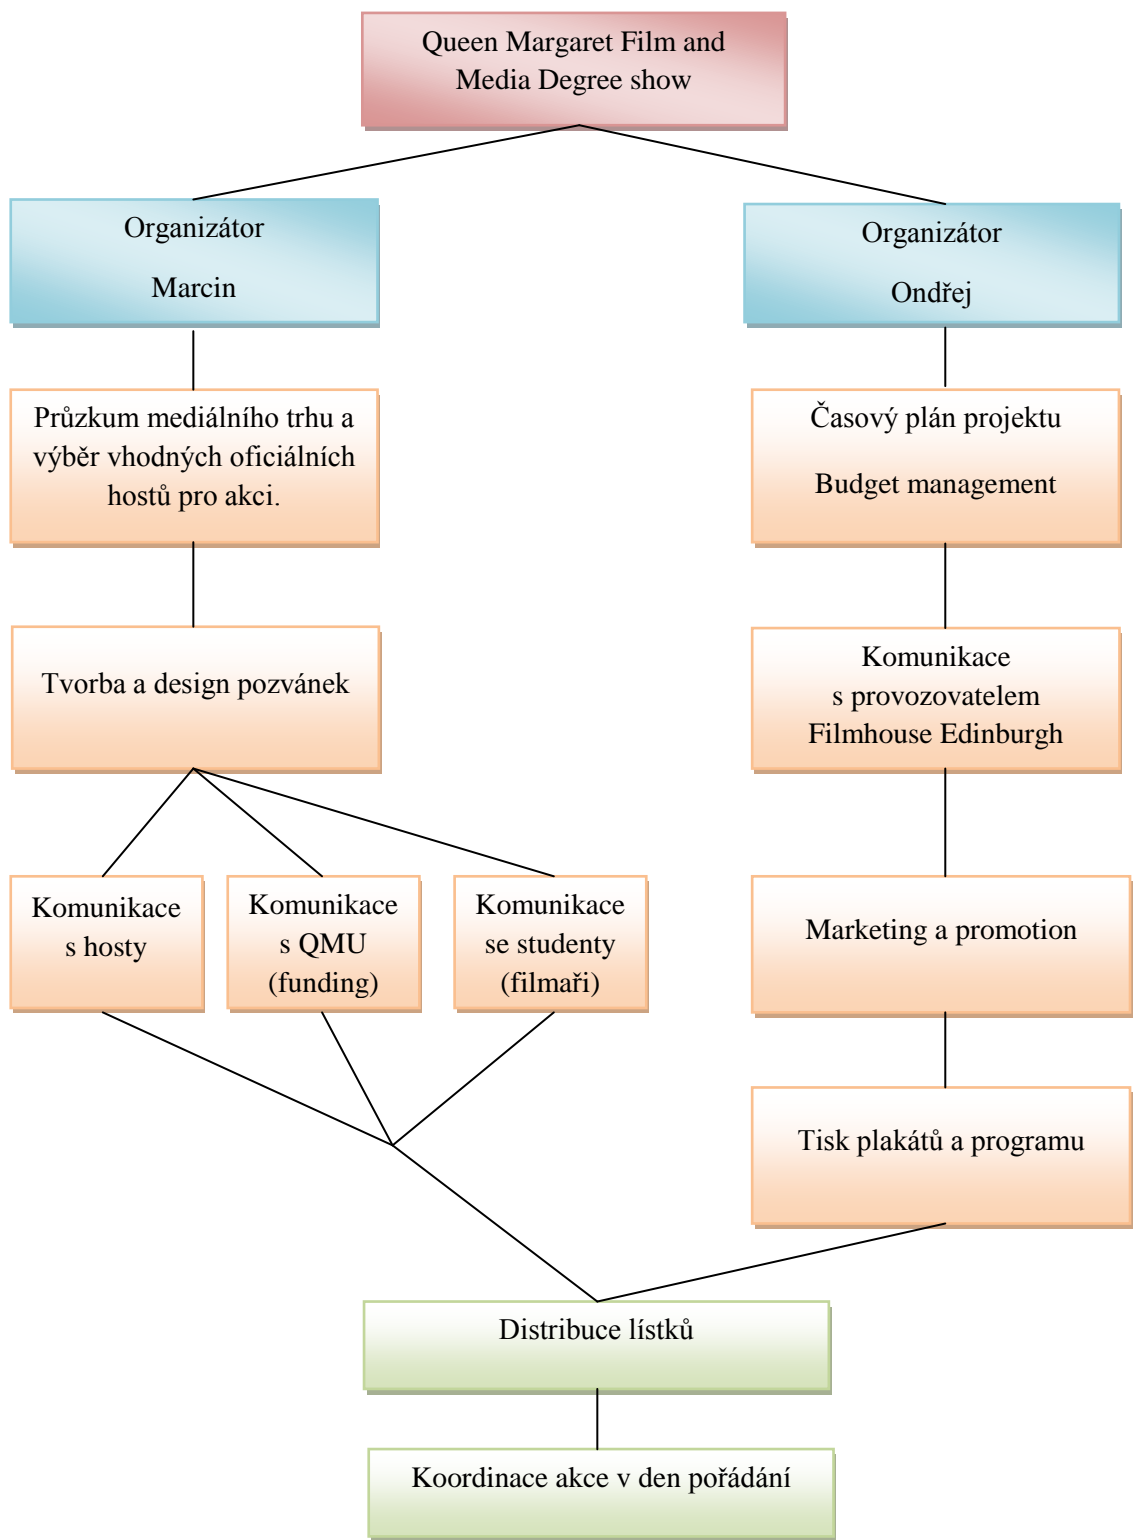 Queen Margaret Film and
Media Degree show
Organizátor
Marcin
Organizátor
Ondřej
Průzkum mediálního trhu a
výběr vhodných oficiálních
hostů pro akci.
Časový plán projektu
Budget management
Tvorba a design pozvánek
Komunikace
s provozovatelem
Filmhouse Edinburgh
Komunikace
s hosty
Komunikace
s QMU
(funding)
Komunikace
se studenty
(filmaři)
Marketing a promotion
Tisk plakátů a programu
Distribuce lístků
Koordinace akce v den pořádání